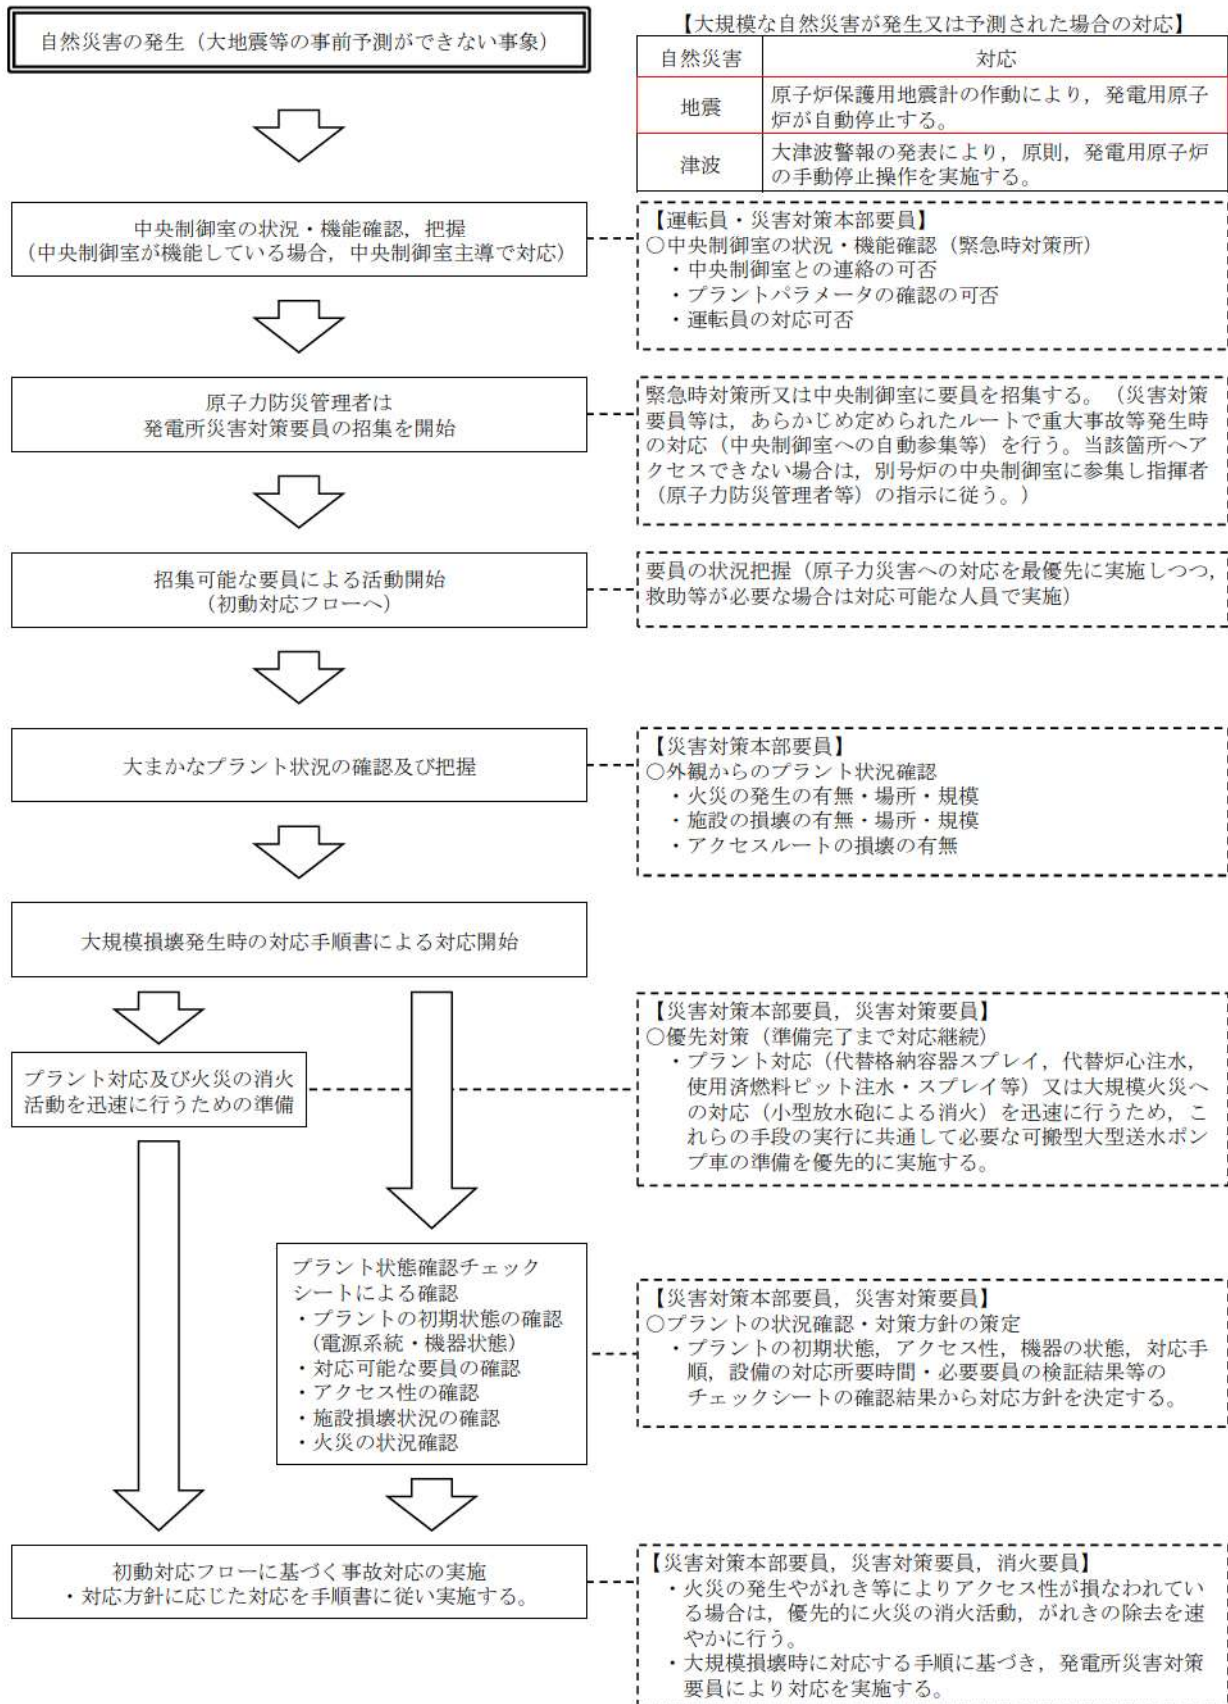 自然災害の発生（大地震等の事前予測ができない事象）
【大規模な自然災害が発生又は予測された場合の対応】
自然災害 対応
地震 原子炉保護用地震計の作動により，発電用原子
炉が自動停止する。
津波 大津波警報の発表により，原則，発電用原子炉
の手動停止操作を実施する。
中央制御室の状況・機能確認，把握
（中央制御室が機能している場合，中央制御室主導で対応）
【運転員・災害対策本部要員】
○中央制御室の状況・機能確認（緊急時対策所）
・中央制御室との連絡の可否
・プラントパラメータの確認の可否
・運転員の対応可否
原子力防災管理者は
発電所災害対策要員の招集を開始
緊急時対策所又は中央制御室に要員を招集する。（災害対策
要員等は，あらかじめ定められたルートで重大事故等発生時
の対応（中央制御室への自動参集等）を行う。当該箇所へア
クセスできない場合は，別号炉の中央制御室に参集し指揮者
（原子力防災管理者等）の指示に従う。）
招集可能な要員による活動開始
（初動対応フローへ）
要員の状況把握（原子力災害への対応を最優先に実施しつつ，
救助等が必要な場合は対応可能な人員で実施）
大まかなプラント状況の確認及び把握
【災害対策本部要員】
○外観からのプラント状況確認
・火災の発生の有無・場所・規模
・施設の損壊の有無・場所・規模
・アクセスルートの損壊の有無
大規模損壊発生時の対応手順書による対応開始
プラント対応及び火災の消火
活動を迅速に行うための準備
【災害対策本部要員，災害対策要員】
○優先対策（準備完了まで対応継続）
・プラント対応（代替格納容器スプレイ，代替炉心注水，
使用済燃料ピット注水・スプレイ等）又は大規模火災へ
の対応（小型放水砲による消火）を迅速に行うため，こ
れらの手段の実行に共通して必要な可搬型大型送水ポン
プ車の準備を優先的に実施する。
プラント状態確認チェック
シートによる確認
・プラントの初期状態の確認
（電源系統・機器状態）
・対応可能な要員の確認
・アクセス性の確認
・施設損壊状況の確認
・火災の状況確認
【災害対策本部要員，災害対策要員】
○プラントの状況確認・対策方針の策定
・プラントの初期状態，アクセス性，機器の状態，対応手
順，設備の対応所要時間・必要要員の検証結果等の
チェックシートの確認結果から対応方針を決定する。
初動対応フローに基づく事故対応の実施
・対応方針に応じた対応を手順書に従い実施する。
【災害対策本部要員，災害対策要員，消火要員】
・火災の発生やがれき等によりアクセス性が損なわれてい
る場合は，優先的に火災の消火活動，がれきの除去を速
やかに行う。
・大規模損壊時に対応する手順に基づき，発電所災害対策
要員により対応を実施する。